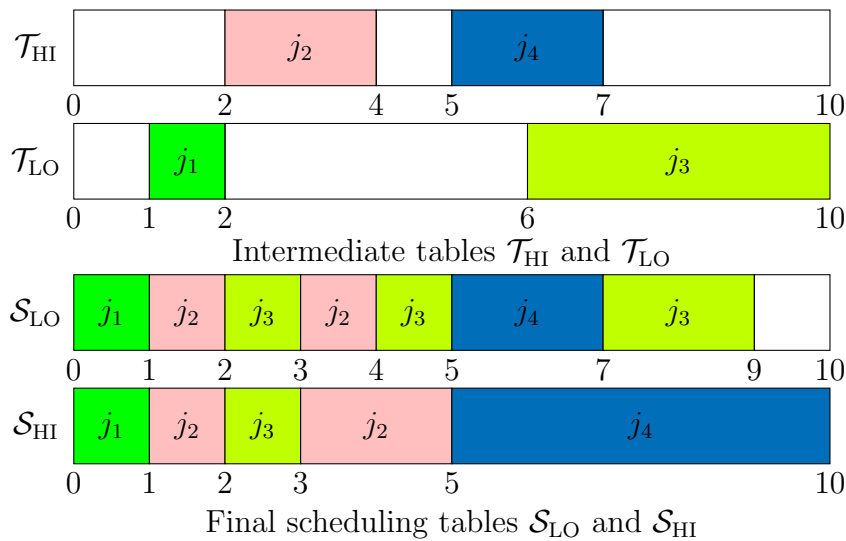 𝒯HI j2 j4
0 2 4 5 7 10
𝒯LO j1 j3
0 1 2 6 10
Intermediate tables 𝒯HI and 𝒯LO
𝒮LO j1 j2 j3 j2 j3 j4 j3
0 1 2 3 4 5 7 9 10
𝒮HI j1 j2 j3 j2 j4
0 1 2 3 5 10
Final scheduling tables 𝒮LO and 𝒮HI